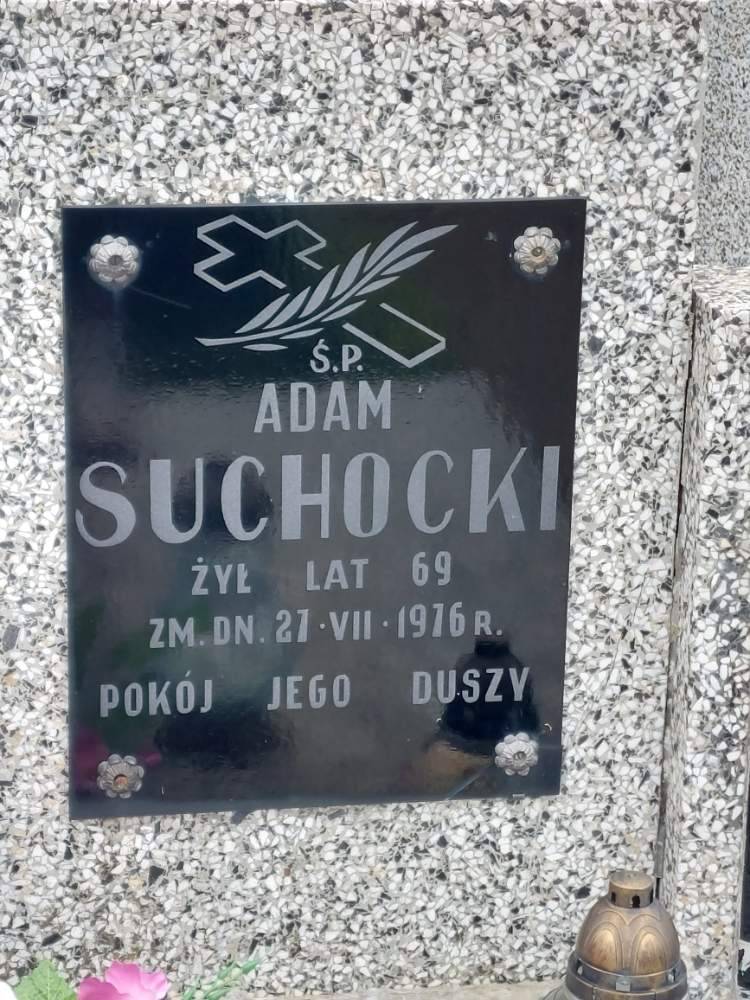 Ś.P.
ADAM
SUCHOCKI
ŻYŁ LAT 69
ZM. DN. 27·VII·1976 R.
POKÓJ JEGO DUSZY